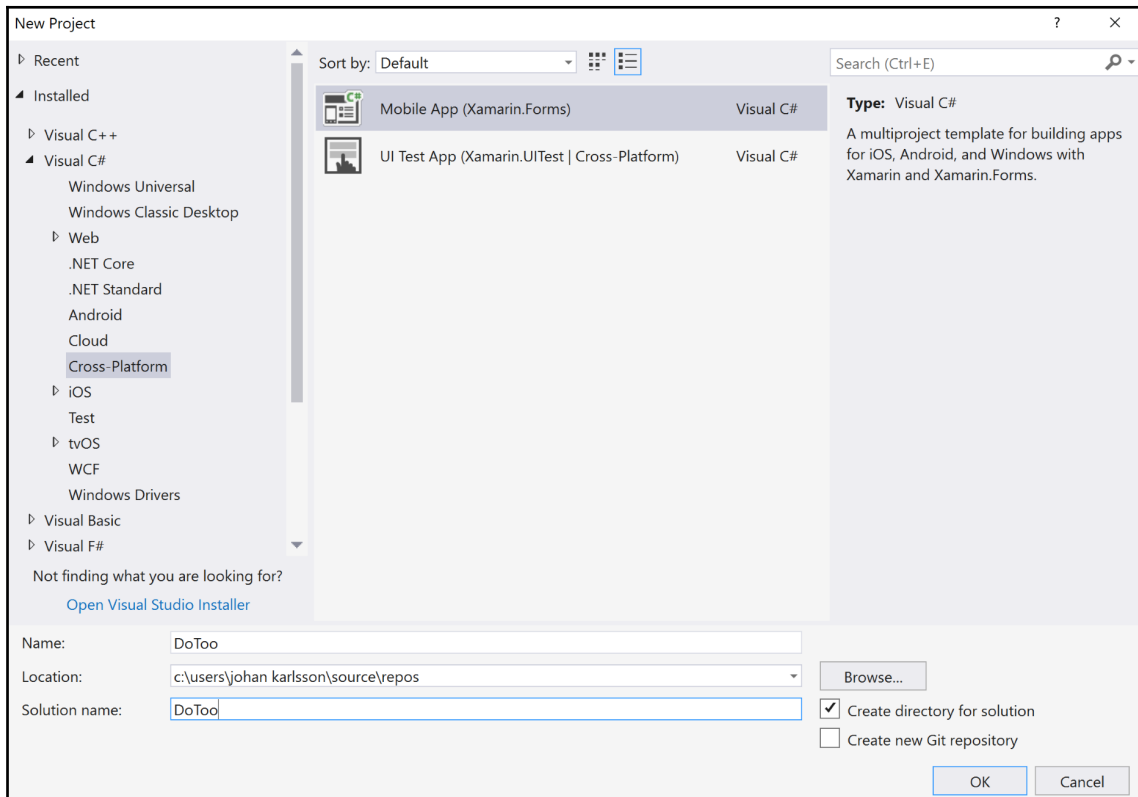 New Project
?
Recent
Installed
Visual C++
Visual C#
Windows Universal
Windows Classic Desktop
Web
.NET Core
.NET Standard
Android
Cloud
Cross-Platform
iOS
Test
tvOS
WCF
Windows Drivers
Visual Basic
Visual F#
Not finding what you are looking for?
Open Visual Studio Installer
Sort by: Default
C#
Mobile App (Xamarin.Forms) Visual C#
UI Test App (Xamarin.UITest | Cross-Platform) Visual C#
Search (Ctrl+E)
Type: Visual C#
A multiproject template for building apps
for iOS, Android, and Windows with
Xamarin and Xamarin.Forms.
Name: DoToo
Location: c:\users\johan karlsson\source\repos
Browse...
Solution name: DoToo
Create directory for solution
Create new Git repository
OK Cancel